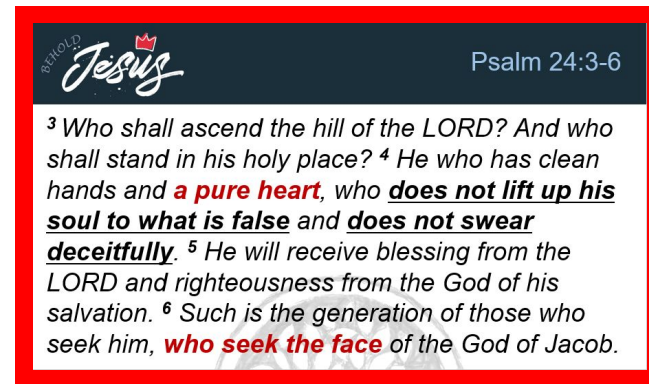 BEHOLD
Jesus
Psalm 24:3-6
3 Who shall ascend the hill of the LORD? And who
shall stand in his holy place? 4 He who has clean
hands and a pure heart, who does not lift up his
soul to what is false and does not swear
deceitfully. 5 He will receive blessing from the
LORD and righteousness from the God of his
salvation. 6 Such is the generation of those who
seek him, who seek the face of the God of Jacob.